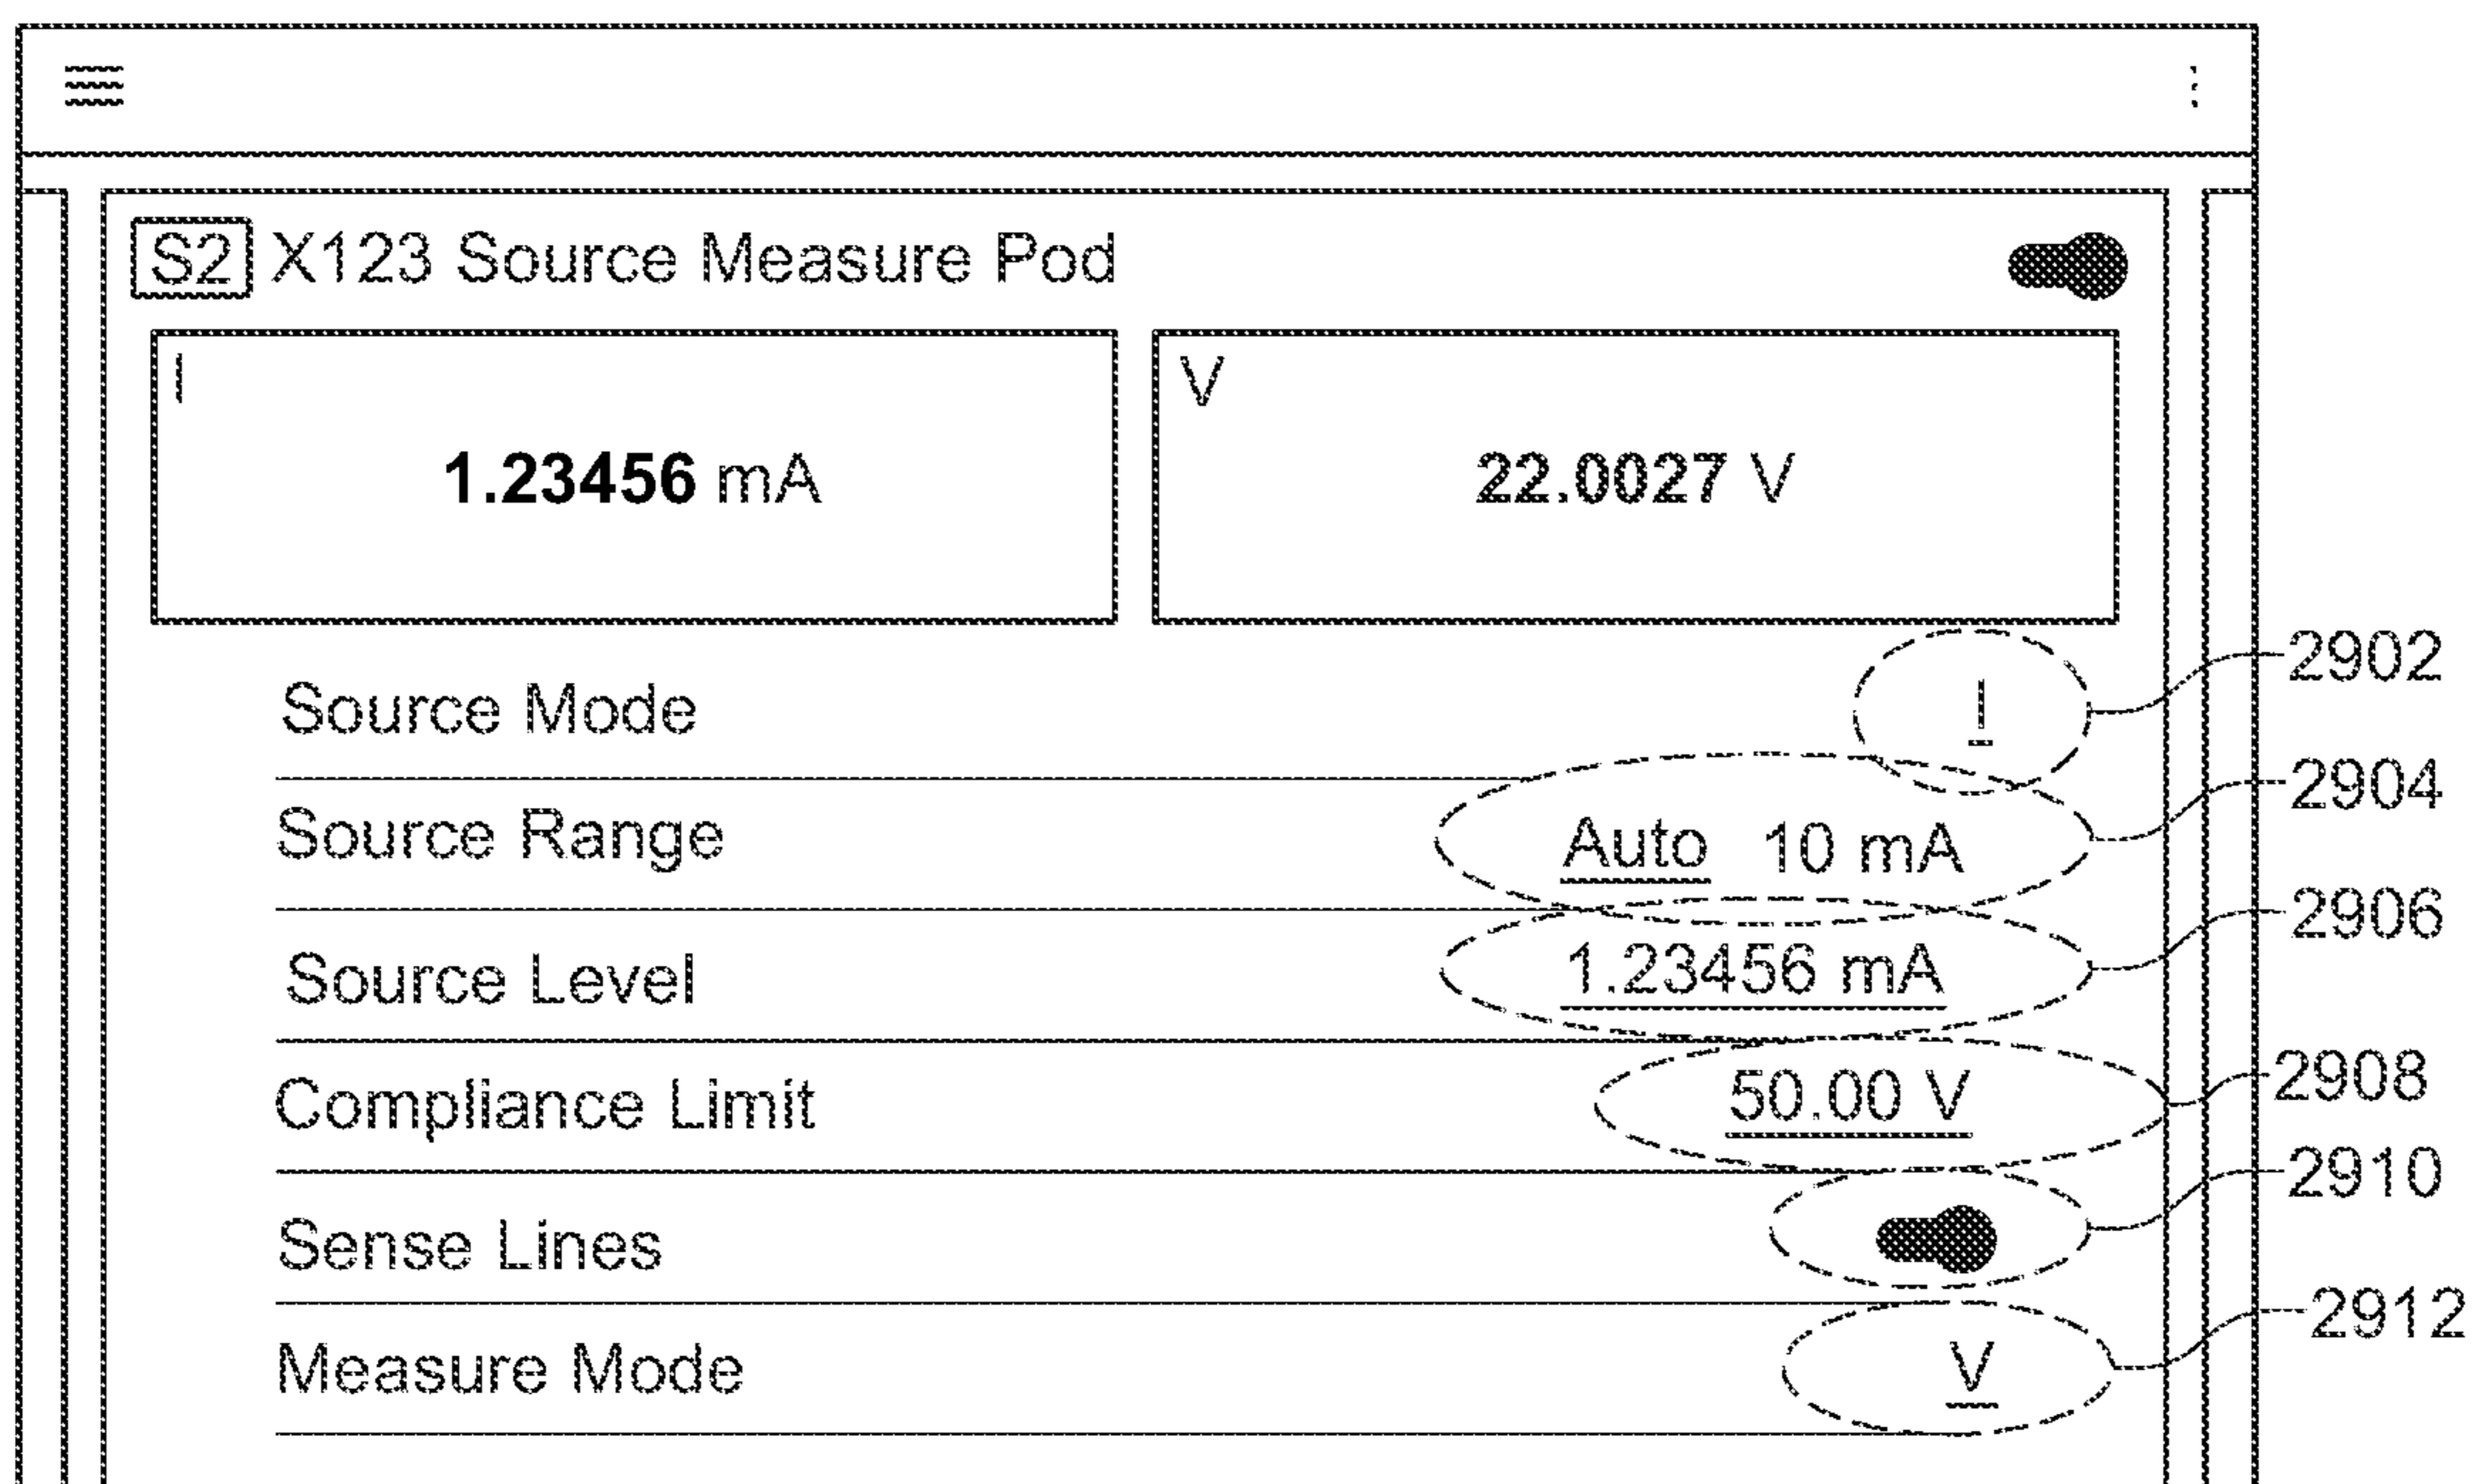 S2 X123 Source Measure Pod
I
V
1.23456 mA
22.0027 V
Source Mode I 2902
Source Range Auto 10 mA 2904
Source Level 1.23456 mA 2906
Compliance Limit 50.00 V 2908
Sense Lines 2910
Measure Mode V 2912